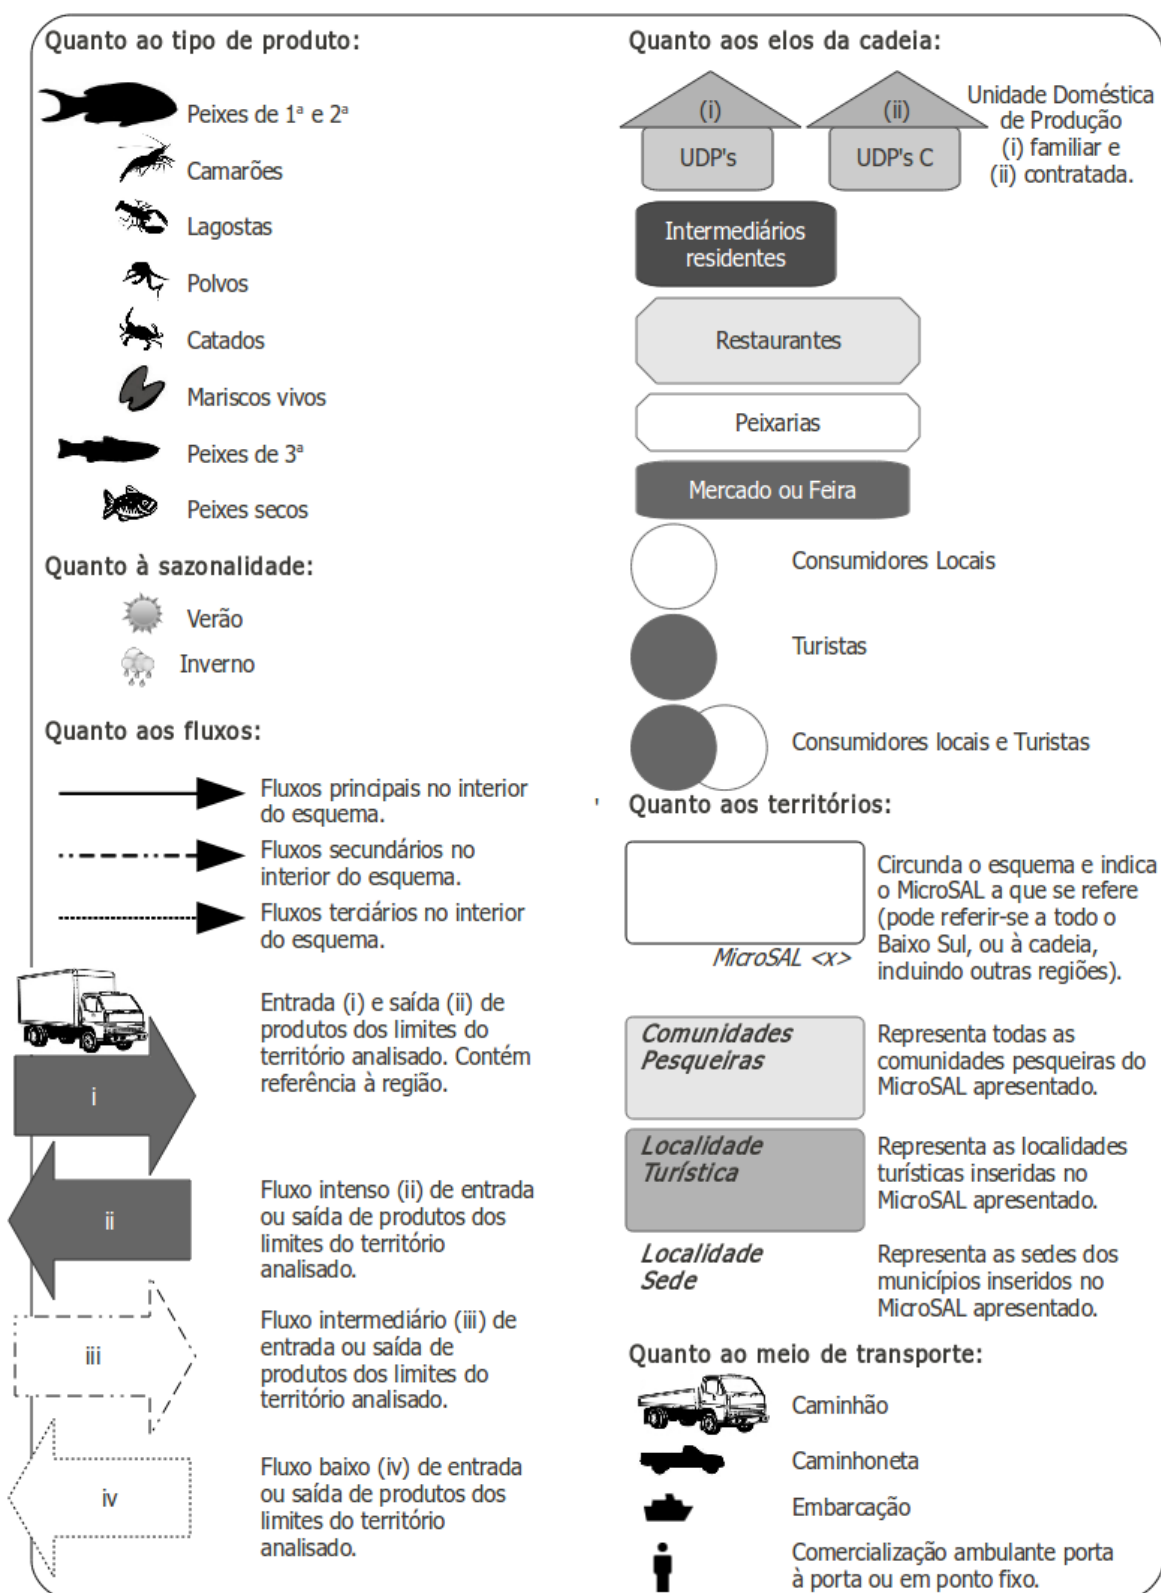 Quanto ao tipo de produto:
Peixes de 1ª e 2ª
Camarões
Lagostas
Polvos
Catados
Mariscos vivos
Peixes de 3ª
Peixes secos
Quanto à sazonalidade:
Verão
Inverno
Quanto aos fluxos:
Fluxos principais no interior
do esquema.
Fluxos secundários no
interior do esquema.
Fluxos terciários no interior
do esquema.
Entrada (i) e saída (ii) de
produtos dos limites do
território analisado. Contém
referência à região.
i
Fluxo intenso (ii) de entrada
ou saída de produtos dos
limites do território
analisado.
ii
Fluxo intermediário (iii) de
entrada ou saída de
produtos dos limites do
território analisado.
iii
Fluxo baixo (iv) de entrada
ou saída de produtos dos
limites do território
analisado.
iv
Quanto aos elos da cadeia:
(i)
UDP's
(ii)
UDP's C
Unidade Doméstica
de Produção
(i) familiar e
(ii) contratada.
Intermediários
residentes
Restaurantes
Peixarias
Mercado ou Feira
Consumidores Locais
Turistas
Consumidores locais e Turistas
' Quanto aos territórios:
MicroSAL <x>
Circunda o esquema e indica
o MicroSAL a que se refere
(pode referir-se a todo o
Baixo Sul, ou à cadeia,
incluindo outras regiões).
Comunidades
Pesqueiras
Representa todas as
comunidades pesqueiras do
MicroSAL apresentado.
Localidade
Turística
Representa as localidades
turísticas inseridas no
MicroSAL apresentado.
Localidade
Sede
Representa as sedes dos
municípios inseridos no
MicroSAL apresentado.
Quanto ao meio de transporte:
Caminhão
Caminhoneta
Embarcação
Comercialização ambulante porta
à porta ou em ponto fixo.